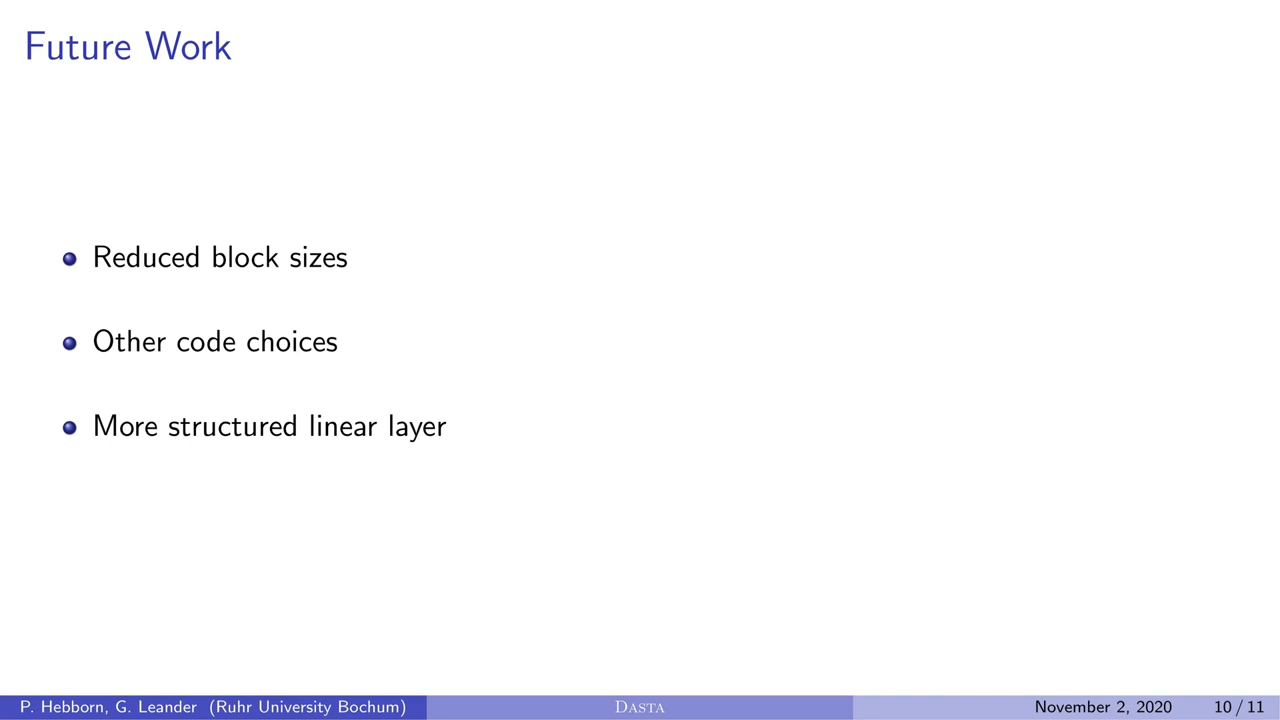 Future Work
Reduced block sizes
Other code choices
More structured linear layer
P. Hebborn, G. Leander (Ruhr University Bochum) Dasta November 2, 2020 10 / 11